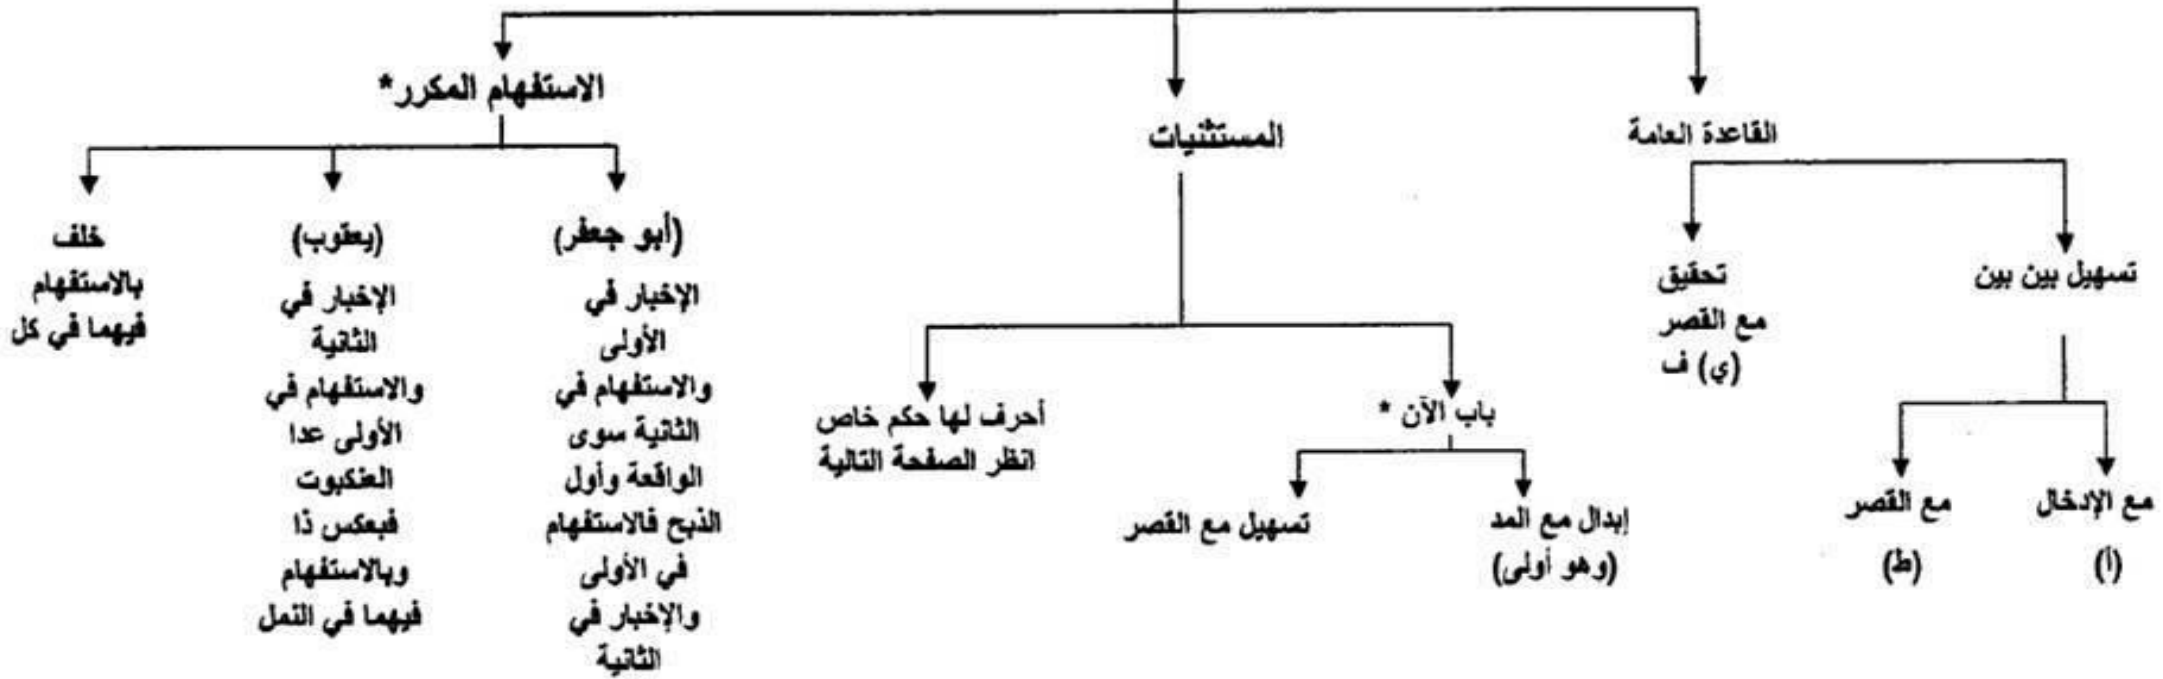 القاعدة العامة
تسهيل بين بين
مع الإدخال
(أ)
مع القصر
(ط)
تحقيق
مع القصر
(ي) ف
المستثنيات
باب الآن *
إبدال مع المد
(وهو أولى)
تسهيل مع القصر
أحرف لها حكم خاص
انظر الصفحة التالية
الاستفهام المكرر*
(أبو جعفر)
الإخبار في
الأولى
والاستفهام في
الثانية سوى
الواقعة وأول
الذبح فالاستفهام
في الأولى
والإخبار في
الثانية
(يعقوب)
الإخبار في
الثانية
والاستفهام في
الأولى عدا
العنكبوت
فبعكس ذا
وبالاستفهام
فيهما في النمل
خلف
بالاستفهام
فيهما في كل